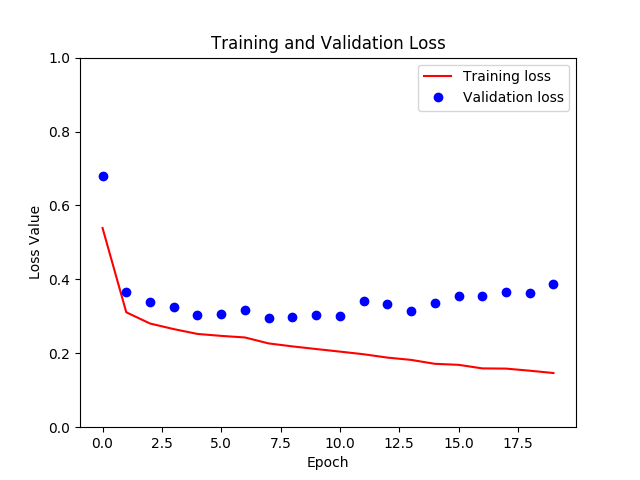 Training and Validation Loss
1.0
Training loss
Validation loss
0.8
0.6
Loss Value
0.4
0.2
0.0
0.0 2.5 5.0 7.5 10.0 12.5 15.0 17.5
Epoch